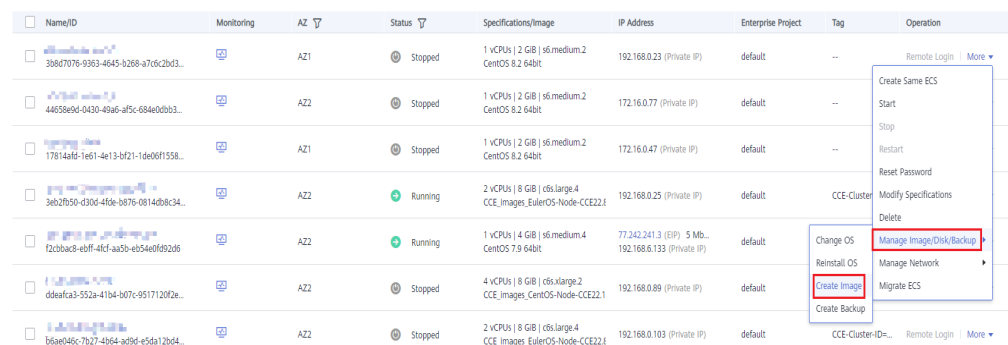 Name/ID Monitoring AZ Status Specifications/Image IP Address Enterprise Project Tag Operation
3b8d7076-9363-4645-b268-a7c6c2bd3... AZ1 Stopped 1 vCPUs | 2 GiB | s6.medium.2 192.168.0.23 (Private IP) default -- Remote Login More
CentOS 8.2 64bit
44658e9d-0430-49a6-af5c-684e0dbb3... AZ2 Stopped 1 vCPUs | 2 GiB | s6.medium.2 172.16.0.77 (Private IP) default --
CentOS 8.2 64bit
17814afd-1e61-4e13-bf21-1de06f1558... AZ1 Stopped 1 vCPUs | 2 GiB | s6.medium.2 172.16.0.47 (Private IP) default --
CentOS 8.2 64bit
3eb2fb50-d30d-4fde-b876-0814db8c34... AZ2 Running 2 vCPUs | 8 GiB | c6s.large.4 192.168.0.25 (Private IP) default CCE-Cluster
CCE_images_EulerOS-Node-CCE22.8
f2cbbac8-ebff-4fcf-aa5b-eb54e0fd92d6 AZ2 Running 1 vCPUs | 4 GiB | s6.medium.4 77.242.241.3 (EIP) 5 Mb... default
CentOS 7.9 64bit 192.168.6.133 (Private IP)
ddeafca3-552a-41b4-b07c-9517120f2e... AZ2 Stopped 4 vCPUs | 8 GiB | c6s.xlarge.2 192.168.0.89 (Private IP) default
CCE_images_CentOS-Node-CCE22.1
b6ae046c-7b27-4b64-ad9d-e5da12bd4... AZ2 Stopped 2 vCPUs | 8 GiB | c6s.large.4 192.168.0.103 (Private IP) default CCE-Cluster-ID=... Remote Login More
CCE_images_EulerOS-Node-CCE22.8
Create Same ECS
Start
Stop
Restart
Reset Password
Modify Specifications
Delete
Manage Image/Disk/Backup
Manage Network
Migrate ECS
Change OS
Reinstall OS
Create Image
Create Backup